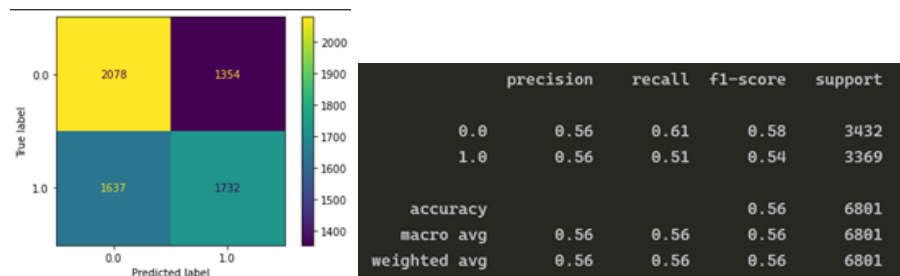 2000
0.0
2078
1354
1900
1800
True label
1700
1600
1.0
1637
1732
1500
1400
0.0
1.0
Predicted label
precision recall f1-score support
0.0 0.56 0.61 0.58 3432
1.0 0.56 0.51 0.54 3369
accuracy 0.56 6801
macro avg 0.56 0.56 0.56 6801
weighted avg 0.56 0.56 0.56 6801